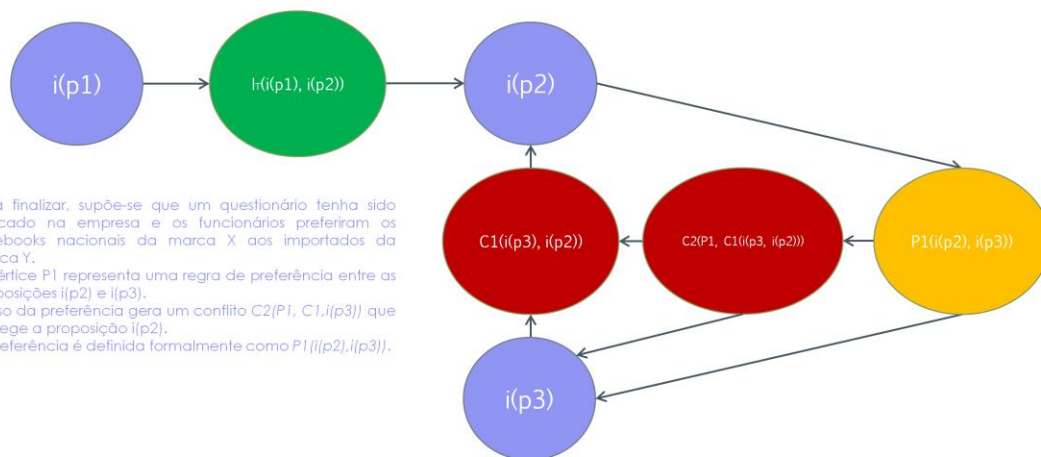 i(p1)
I_T(i(p1), i(p2))
i(p2)
C1(i(p3), i(p2))
C2(P1, C1(i(p3, i(p2)))
P1(i(p2), i(p3))
i(p3)
a finalizar, supõe-se que um questionário tenha sido
cado na empresa e os funcionários preferiram os
ebooks nacionais da marca X aos importados da
ca Y.
értice P1 representa uma regra de preferência entre as
posições i(p2) e i(p3).
so da preferência gera um conflito C2(P1, C1,i(p3)) que
ege a proposição i(p2).
eferência é definida formalmente como P1(i(p2),i(p3)).